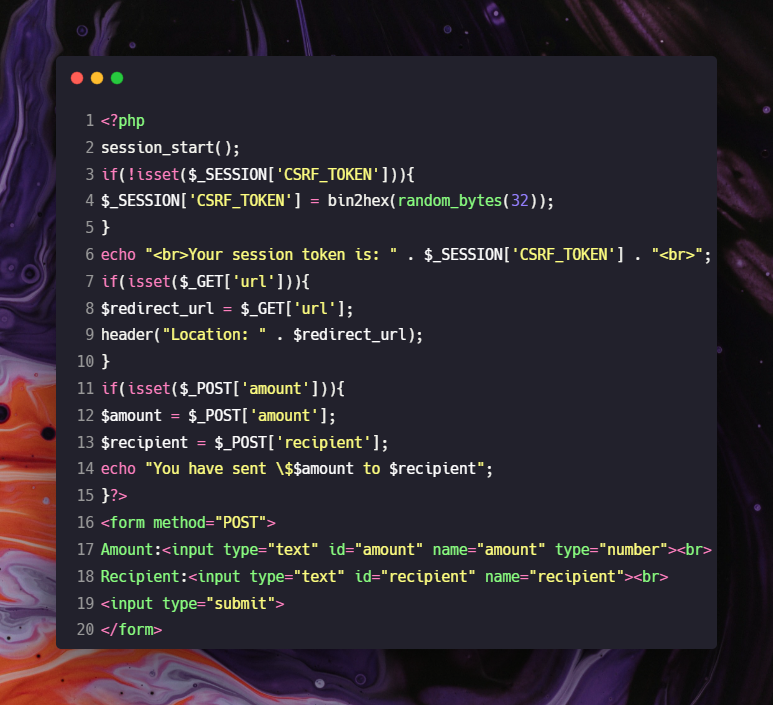 1 <?php
2 session_start();
3 if(!isset($_SESSION['CSRF_TOKEN'])){
4 $_SESSION['CSRF_TOKEN'] = bin2hex(random_bytes(32));
5 }
6 echo "<br>Your session token is: " . $_SESSION['CSRF_TOKEN'] . "<br>";
7 if(isset($_GET['url'])){
8 $redirect_url = $_GET['url'];
9 header("Location: " . $redirect_url);
10 }
11 if(isset($_POST['amount'])){
12 $amount = $_POST['amount'];
13 $recipient = $_POST['recipient'];
14 echo "You have sent \$$amount to $recipient";
15 }?>
16 <form method="POST">
17 Amount:<input type="text" id="amount" name="amount" type="number"><br>
18 Recipient:<input type="text" id="recipient" name="recipient"><br>
19 <input type="submit">
20 </form>